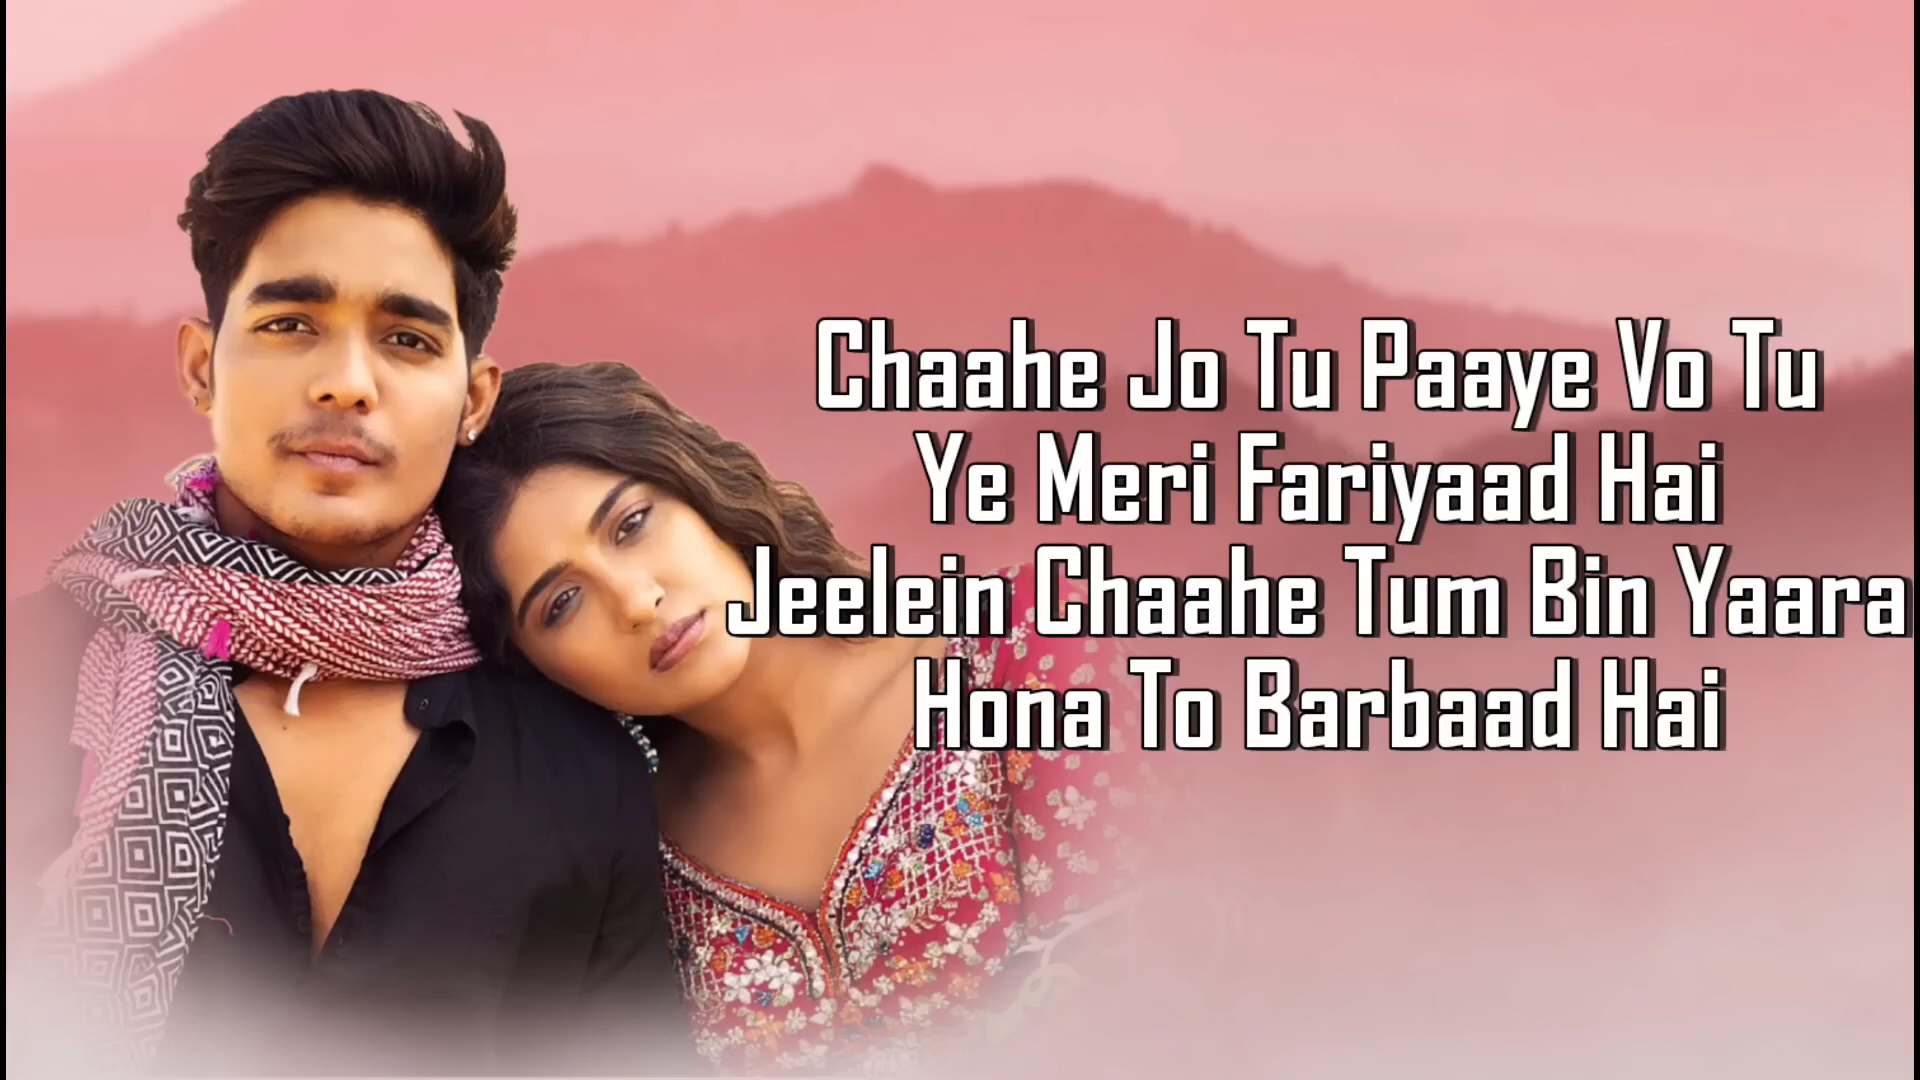 Chaahe Jo Tu Paaye Vo Tu
Ye Meri Fariyaad Hai
Jeelein Chaahe Tum Bin Yaara
Hona To Barbaad Hai